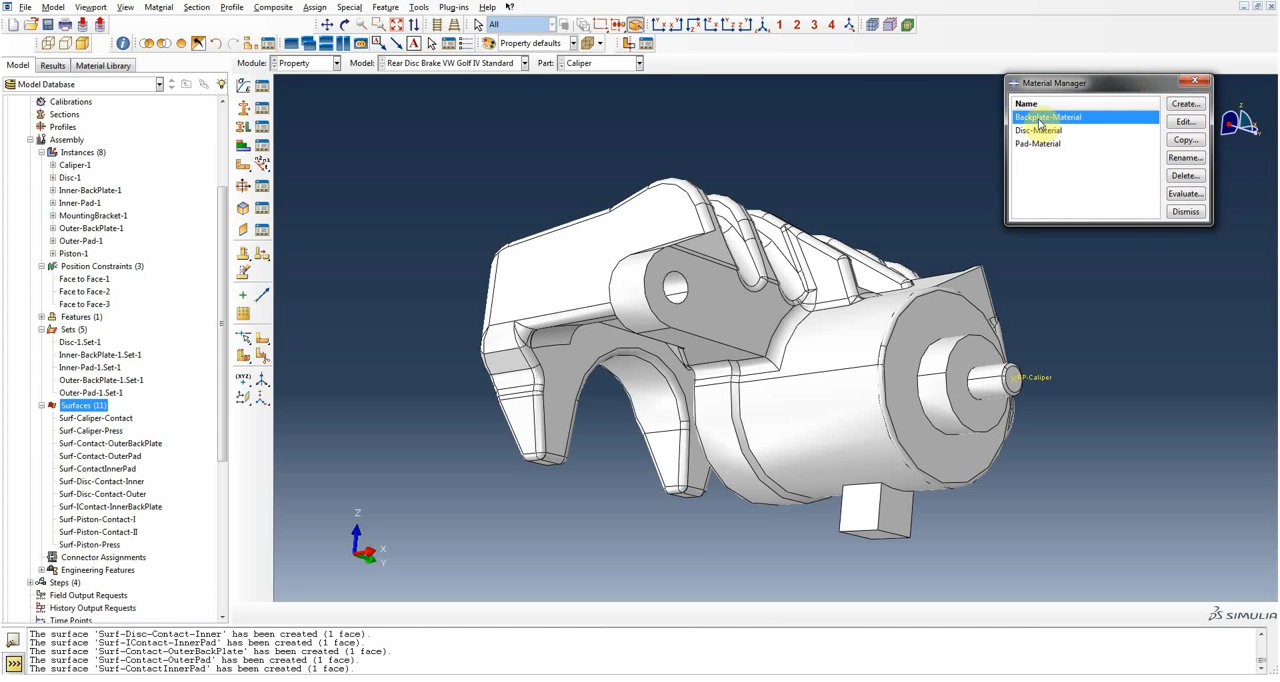 File Model Viewport View Material Section Profile Composite Assign Special Feature Tools Plug-ins Help
All
1 2 3
Property defaults
Model Results Material Library
Module: Property Model: Rear Disc Brake VW Golf IV Standard Part: Caliper
Model Database
Calibrations
Sections
Profiles
Assembly
Instances (8)
Caliper-1
Disc-1
Inner-BackPlate-1
Inner-Pad-1
MountingBracket-1
Outer-BackPlate-1
Outer-Pad-1
Piston-1
Position Constraints (3)
Face to Face-1
Face to Face-2
Face to Face-3
Features (1)
Sets (5)
Disc-1.Set-1
Inner-BackPlate-1.Set-1
Inner-Pad-1.Set-1
Outer-BackPlate-1.Set-1
Outer-Pad-1.Set-1
Surfaces (11)
Surf-Caliper-Contact
Surf-Caliper-Press
Surf-Contact-OuterBackPlate
Surf-Contact-OuterPad
Surf-ContactInnerPad
Surf-Disc-Contact-Inner
Surf-Disc-Contact-Outer
Surf-IContact-InnerBackPlate
Surf-Piston-Contact-I
Surf-Piston-Contact-II
Surf-Piston-Press
Connector Assignments
Engineering Features
Steps (4)
Field Output Requests
History Output Requests
Time Points
Material Manager
Name
Backplate-Material
Disc-Material
Pad-Material
Create...
Edit...
Copy...
Rename...
Delete...
Evaluate...
Dismiss
Z
RP-Caliper
Z
X
Y
SIMULIA
The surface 'Surf-Disc-Contact-Inner' has been created (1 face).
The surface 'Surf-IContact-InnerPad' has been created (1 face).
The surface 'Surf-Contact-OuterBackPlate' has been created (1 face).
The surface 'Surf-Contact-OuterPad' has been created (1 face).
The surface 'Surf-ContactInnerPad' has been created (1 face).